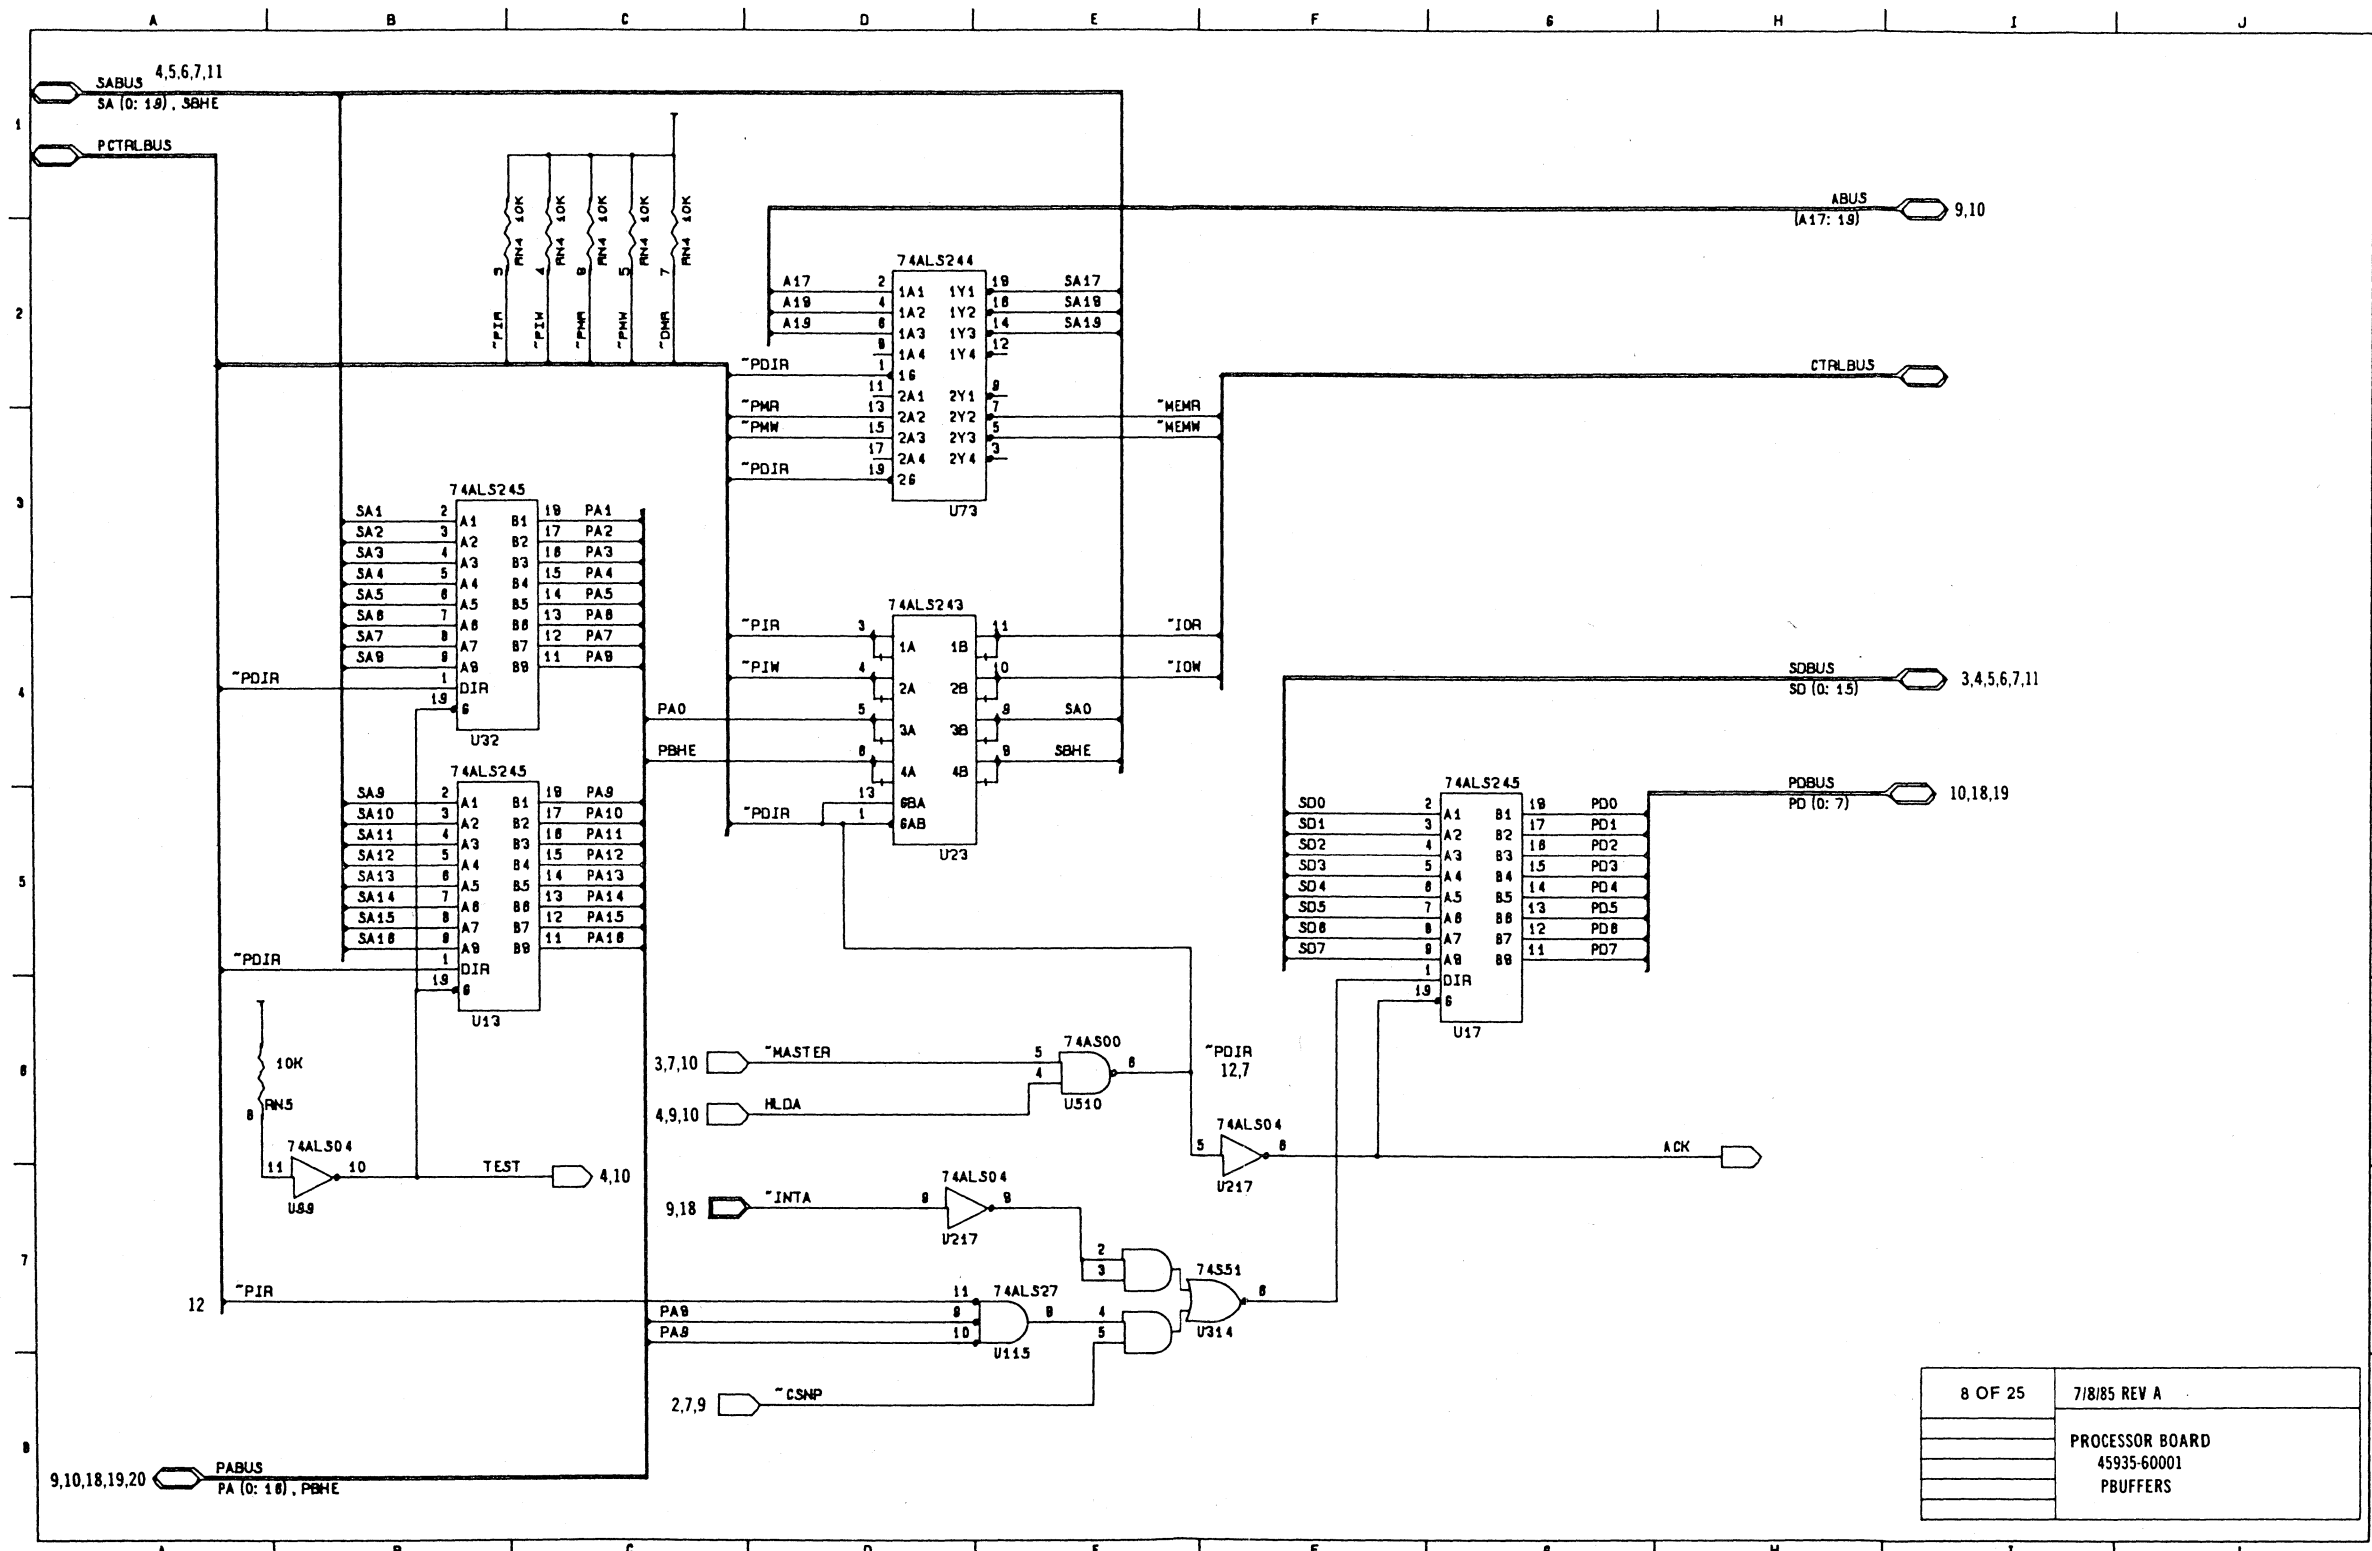 A B C D E F G H I J
1
2
3
4
5
6
7
8
SABUS 4,5,6,7,11
SA (0: 19), SBHE
PCTRLBUS
RN4 10K RN4 10K RN4 10K RN4 10K RN4 10K
3 4 6 5 7
~PIR ~PIW ~PMR ~PMW ~DMR
ABUS 9,10
(A17: 19)
74ALS244
A17 2 1A1 1Y1 18 SA17
A18 4 1A2 1Y2 16 SA18
A19 6 1A3 1Y3 14 SA19
8 1A4 1Y4 12
~PDIR 1 1G
11 2A1 2Y1 9
~PMR 13 2A2 2Y2 7 ~MEMR
~PMW 15 2A3 2Y3 5 ~MEMW
17 2A4 2Y4 3
~PDIR 19 2G
U73
CTRLBUS
74ALS245
SA1 2 A1 B1 18 PA1
SA2 3 A2 B2 17 PA2
SA3 4 A3 B3 16 PA3
SA4 5 A4 B4 15 PA4
SA5 6 A5 B5 14 PA5
SA6 7 A6 B6 13 PA6
SA7 8 A7 B7 12 PA7
SA8 9 A8 B8 11 PA8
~PDIR 1 DIR
19 G
U32
74ALS243
~PIR 3 1A 1B 11 ~IOR
~PIW 4 2A 2B 10 ~IOW
PA0 5 3A 3B 9 SA0
PBHE 6 4A 4B 8 SBHE
13 GBA
~PDIR 1 GAB
U23
SDBUS 3,4,5,6,7,11
SD (0: 15)
PDBUS 10,18,19
PD (0: 7)
74ALS245
SA9 2 A1 B1 18 PA9
SA10 3 A2 B2 17 PA10
SA11 4 A3 B3 16 PA11
SA12 5 A4 B4 15 PA12
SA13 6 A5 B5 14 PA13
SA14 7 A6 B6 13 PA14
SA15 8 A7 B7 12 PA15
SA16 9 A8 B8 11 PA16
~PDIR 1 DIR
19 G
U13
74ALS245
SD0 2 A1 B1 18 PD0
SD1 3 A2 B2 17 PD1
SD2 4 A3 B3 16 PD2
SD3 5 A4 B4 15 PD3
SD4 6 A5 B5 14 PD4
SD5 7 A6 B6 13 PD5
SD6 8 A7 B7 12 PD6
SD7 9 A8 B8 11 PD7
1 DIR
19 G
U17
10K
8 RN5
74ALS04
11 10 TEST 4,10
U99
3,7,10 ~MASTER 5 74AS00 6 ~PDIR
12,7
4,9,10 HLDA 4 U510
74ALS04
5 6 ACK
U217
9,18 ~INTA 9 74ALS04 8
U217
2
3
74S51
6
U314
12 ~PIR 11 74ALS27
PA8 9 8 4
PA9 10 5
U115
2,7,9 ~CSNP
9,10,18,19,20 PABUS
PA (0: 16), PBHE
8 OF 25 7/8/85 REV A
PROCESSOR BOARD
45935-60001
PBUFFERS
A B C D E F G H I J